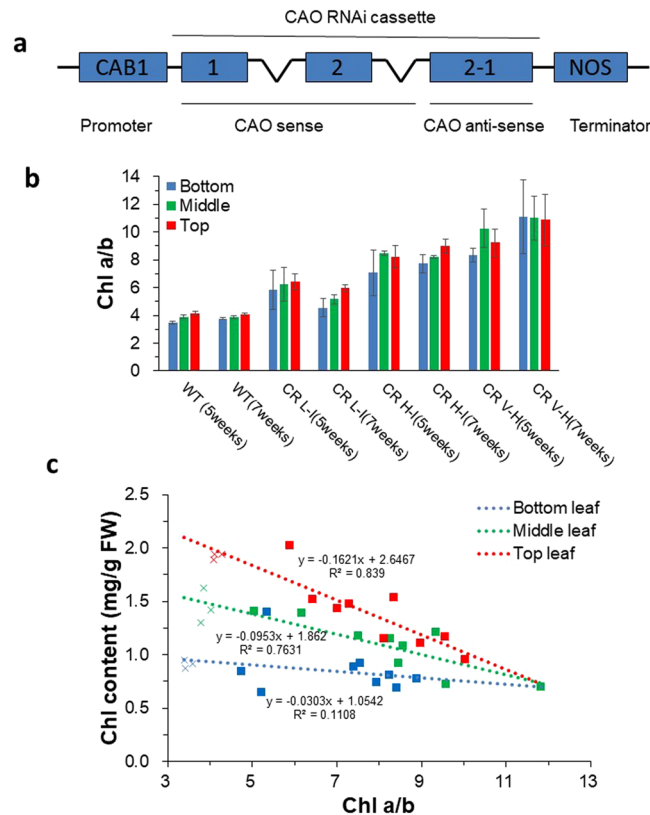 CAO RNAi cassette
a
CAB1 1 2 2-1 NOS
Promoter CAO sense CAO anti-sense Terminator
b
Chl a/b
14
12
10
8
6
4
2
0
Bottom
Middle
Top
WT (5weeks)
WT(7weeks)
CR L-I(5weeks)
CR L-I(7weeks)
CR H-I(5weeks)
CR H-I(7weeks)
CR V-H(5weeks)
CR V-H(7weeks)
c
Chl content (mg/g FW)
2.5
2.0
1.5
1.0
0.5
0.0
Bottom leaf
Middle leaf
Top leaf
y = -0.1621x + 2.6467
R² = 0.839
y = -0.0953x + 1.862
R² = 0.7631
y = -0.0303x + 1.0542
R² = 0.1108
3 5 7 9 11 13
Chl a/b